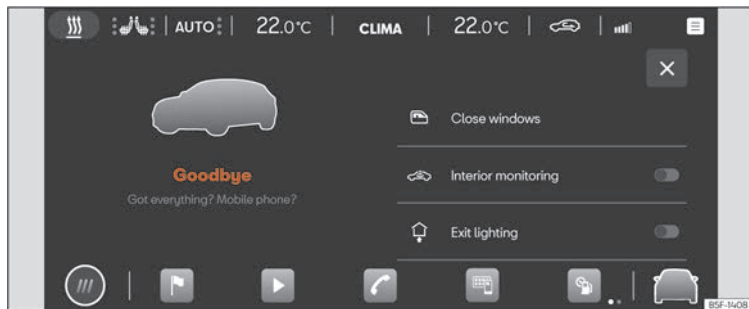 AUTO 22.0°C CLIMA 22.0°C
Close windows
Goodbye
Interior monitoring
Got everything? Mobile phone?
Exit lighting
B5F-1408